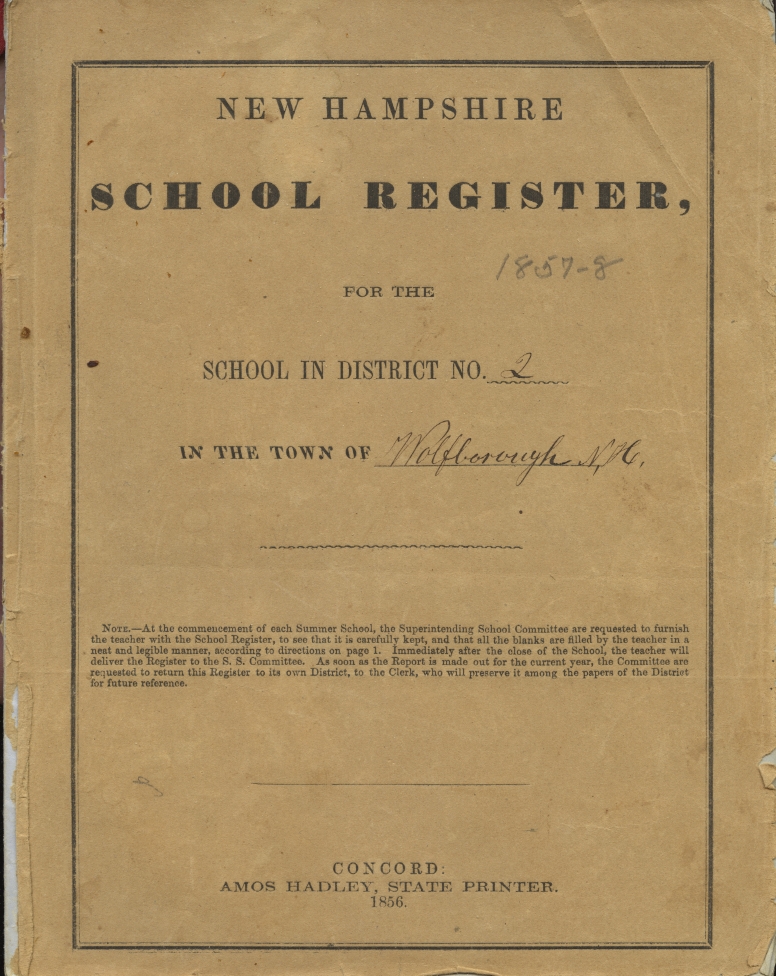 NEW HAMPSHIRE
SCHOOL REGISTER,
1857-8
FOR THE
SCHOOL IN DISTRICT NO. 2
IN THE TOWN OF Wolfborough N,H,
NOTE.—At the commencement of each Summer School, the Superintending School Committee are requested to furnish
the teacher with the School Register, to see that it is carefully kept, and that all the blanks are filled by the teacher in a
neat and legible manner, according to directions on page 1. Immediately after the close of the School, the teacher will
deliver the Register to the S. S. Committee. As soon as the Report is made out for the current year, the Committee are
requested to return this Register to its own District, to the Clerk, who will preserve it among the papers of the District
for future reference.
CONCORD:
AMOS HADLEY, STATE PRINTER.
1856.